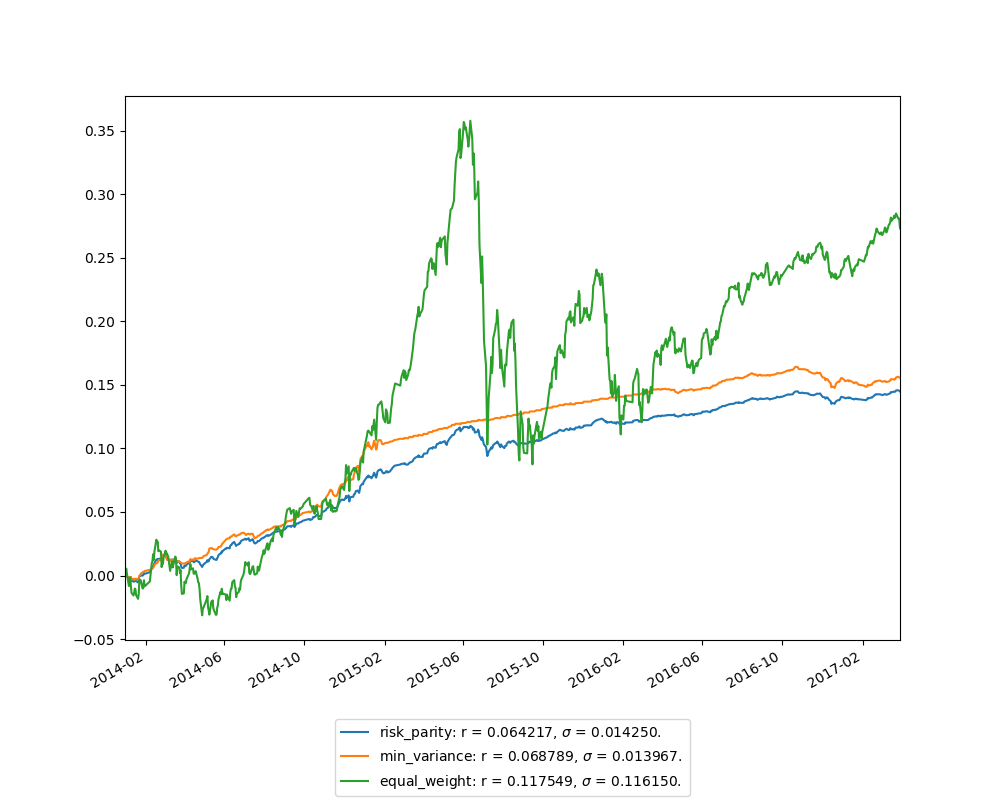 0.35
0.30
0.25
0.20
0.15
0.10
0.05
0.00
−0.05
2014-02 2014-06 2014-10 2015-02 2015-06 2015-10 2016-02 2016-06 2016-10 2017-02
risk_parity: r = 0.064217, σ = 0.014250.
min_variance: r = 0.068789, σ = 0.013967.
equal_weight: r = 0.117549, σ = 0.116150.